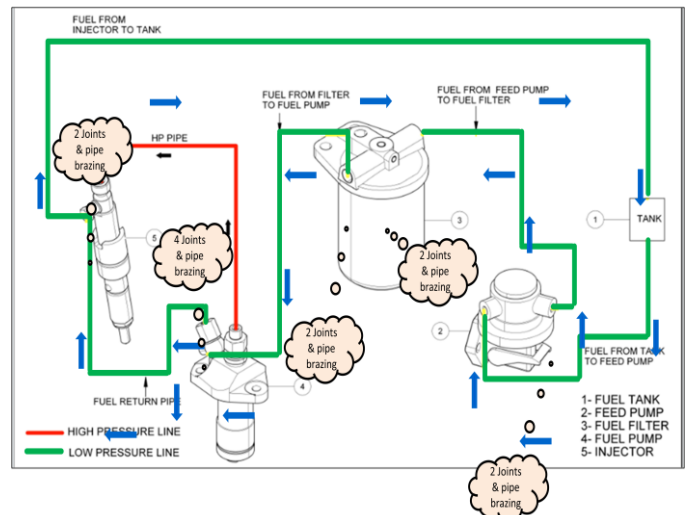 FUEL FROM
INJECTOR TO TANK
FUEL FROM FILTER
TO FUEL PUMP
FUEL FROM FEED PUMP
TO FUEL FILTER
2 Joints
& pipe
brazing
HP PIPE
4 Joints
& pipe
brazing
2 Joints
& pipe
brazing
2 Joints
& pipe
brazing
5
3
1
TANK
2
4
FUEL FROM TANK
TO FEED PUMP
FUEL RETURN PIPE
HIGH PRESSURE LINE
LOW PRESSURE LINE
1- FUEL TANK
2- FEED PUMP
3- FUEL FILTER
4- FUEL PUMP
5- INJECTOR
2 Joints
& pipe
brazing